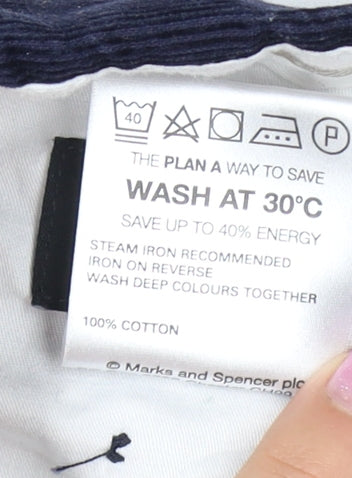 40 P
THE PLAN A WAY TO SAVE
WASH AT 30°C
SAVE UP TO 40% ENERGY
STEAM IRON RECOMMENDED
IRON ON REVERSE
WASH DEEP COLOURS TOGETHER
100% COTTON
© Marks and Spencer plc